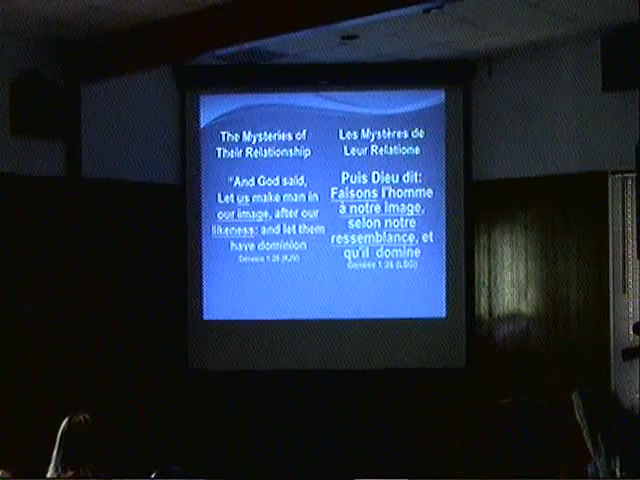 The Mysteries of
Their Relationship
"And God said,
Let us make man in
our image, after our
likeness: and let them
have dominion
Genesis 1:26 (KJV)
Les Mystères de
Leur Relatione
Puis Dieu dit:
Faisons l'homme
à notre image,
selon notre
ressemblance, et
qu'il domine
Genèse 1:26 (LSG)